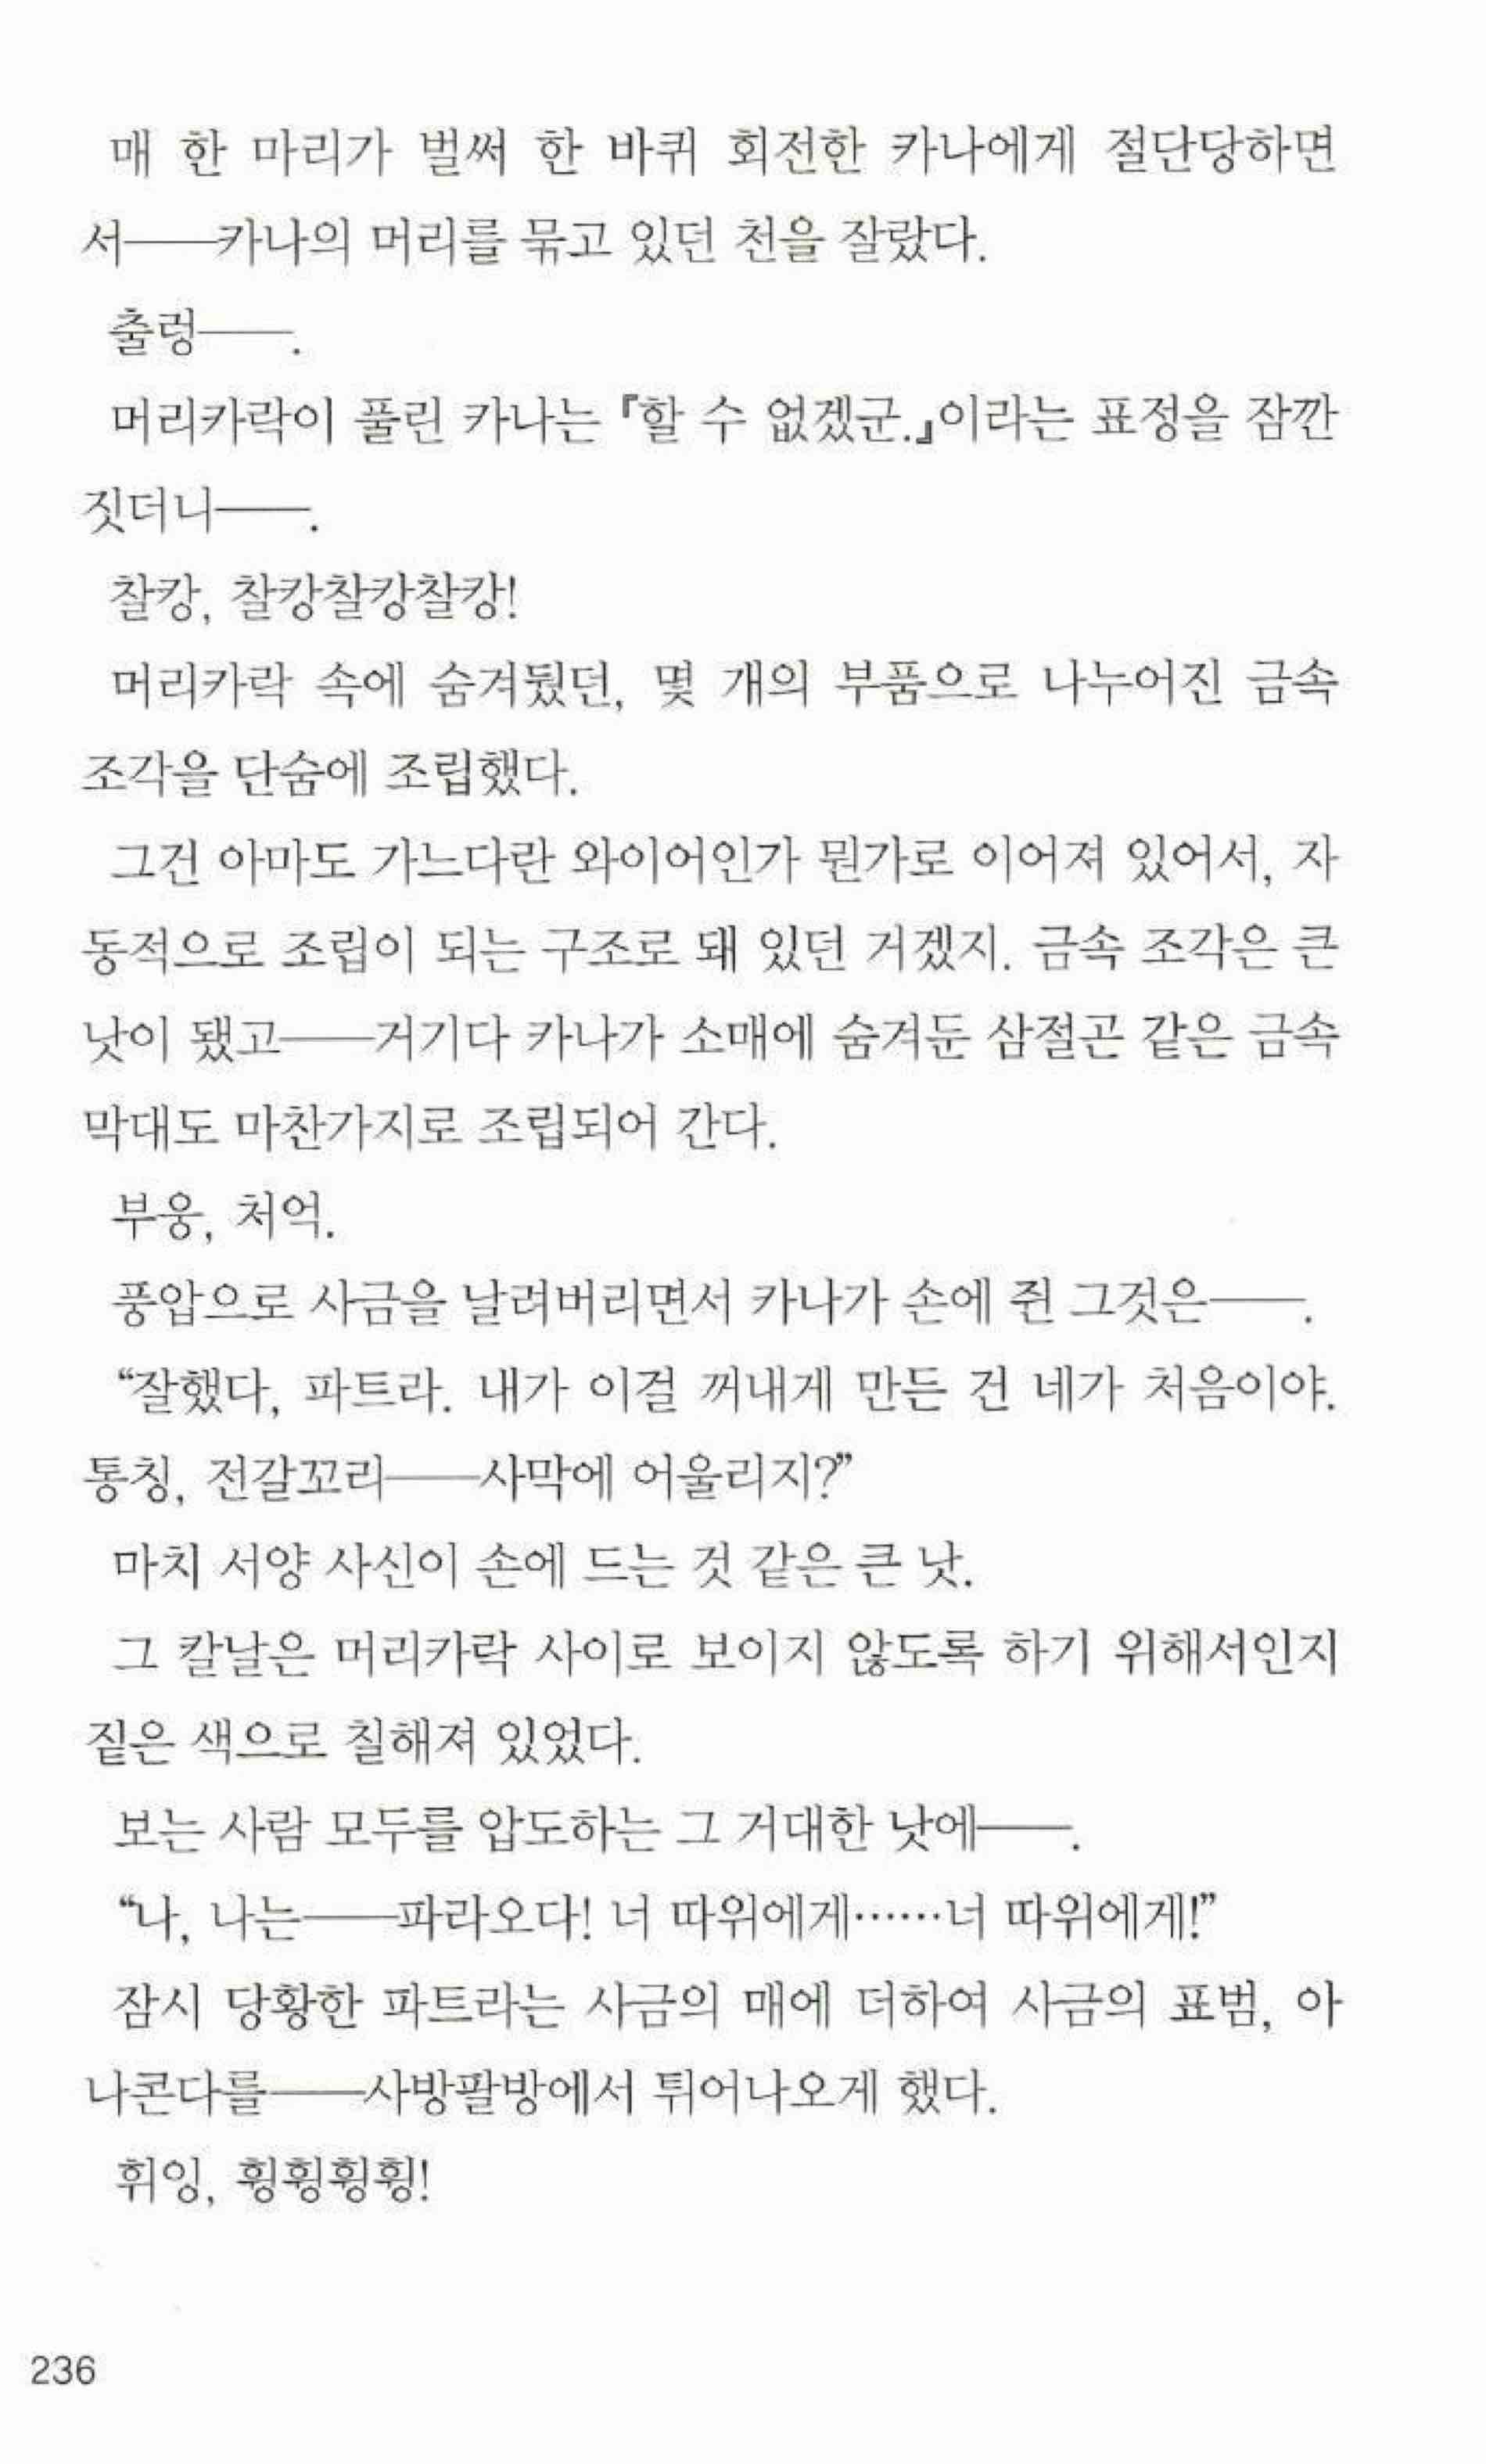 매 한 마리가 벌써 한 바퀴 회전한 카나에게 절단당하면
서──카나의 머리를 묶고 있던 천을 잘랐다.
출렁──.
머리카락이 풀린 카나는 『할 수 없겠군.』이라는 표정을 잠깐
짓더니──.
찰캉, 찰캉찰캉찰캉!
머리카락 속에 숨겨뒀던, 몇 개의 부품으로 나누어진 금속
조각을 단숨에 조립했다.
그건 아마도 가느다란 와이어인가 뭔가로 이어져 있어서, 자
동적으로 조립이 되는 구조로 돼 있던 거겠지. 금속 조각은 큰
낫이 됐고──거기다 카나가 소매에 숨겨둔 삼절곤 같은 금속
막대도 마찬가지로 조립되어 간다.
부웅, 처억.
풍압으로 사금을 날려버리면서 카나가 손에 쥔 그것은──.
“잘했다, 파트라. 내가 이걸 꺼내게 만든 건 네가 처음이야.
통칭, 전갈꼬리──사막에 어울리지?”
마치 서양 사신이 손에 드는 것 같은 큰 낫.
그 칼날은 머리카락 사이로 보이지 않도록 하기 위해서인지
짙은 색으로 칠해져 있었다.
보는 사람 모두를 압도하는 그 거대한 낫에──.
“나, 나는──파라오다! 너 따위에게……너 따위에게!”
잠시 당황한 파트라는 사금의 매에 더하여 사금의 표범, 아
나콘다를──사방팔방에서 튀어나오게 했다.
휘잉, 휭휭휭휭!
236